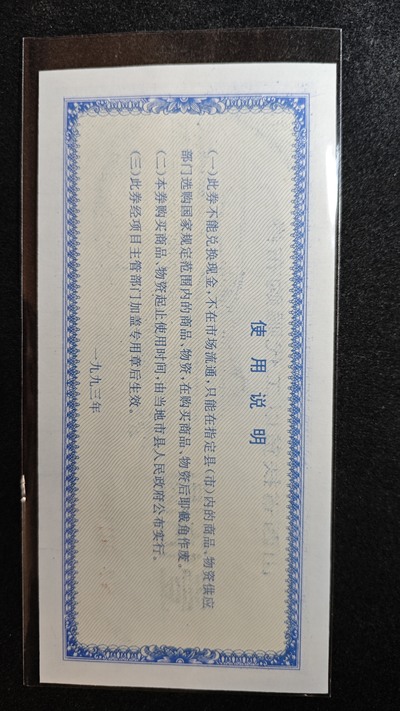 使用说明
(一)此券不能兑换现金,不在市场流通,只能在指定县(市)内的商品、物资供应
部门选购国家规定范围内的商品、物资;在购买商品、物资后即截角作废。
(二)本券购买商品、物资起止使用时间,由当地市县人民政府公布实行。
(三)此券经项目主管部门加盖专用章后生效。
一九九三年